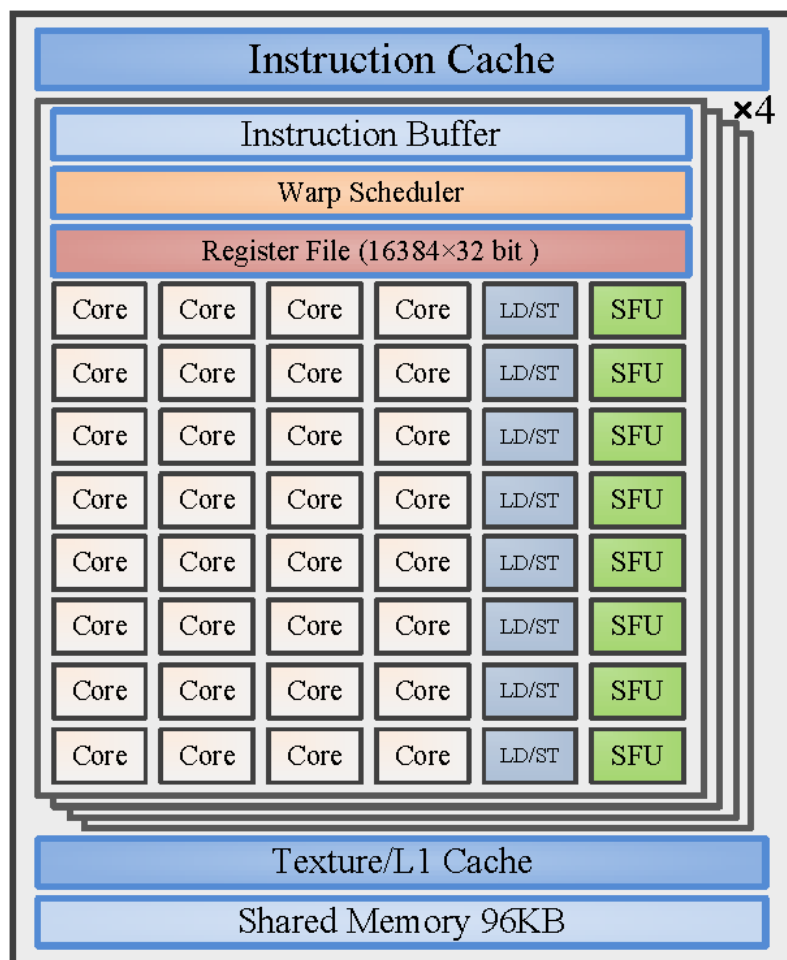 Instruction Cache
×4
Instruction Buffer
Warp Scheduler
Register File (16384×32 bit )
Core Core Core Core LD/ST SFU
Core Core Core Core LD/ST SFU
Core Core Core Core LD/ST SFU
Core Core Core Core LD/ST SFU
Core Core Core Core LD/ST SFU
Core Core Core Core LD/ST SFU
Core Core Core Core LD/ST SFU
Core Core Core Core LD/ST SFU
Texture/L1 Cache
Shared Memory 96KB